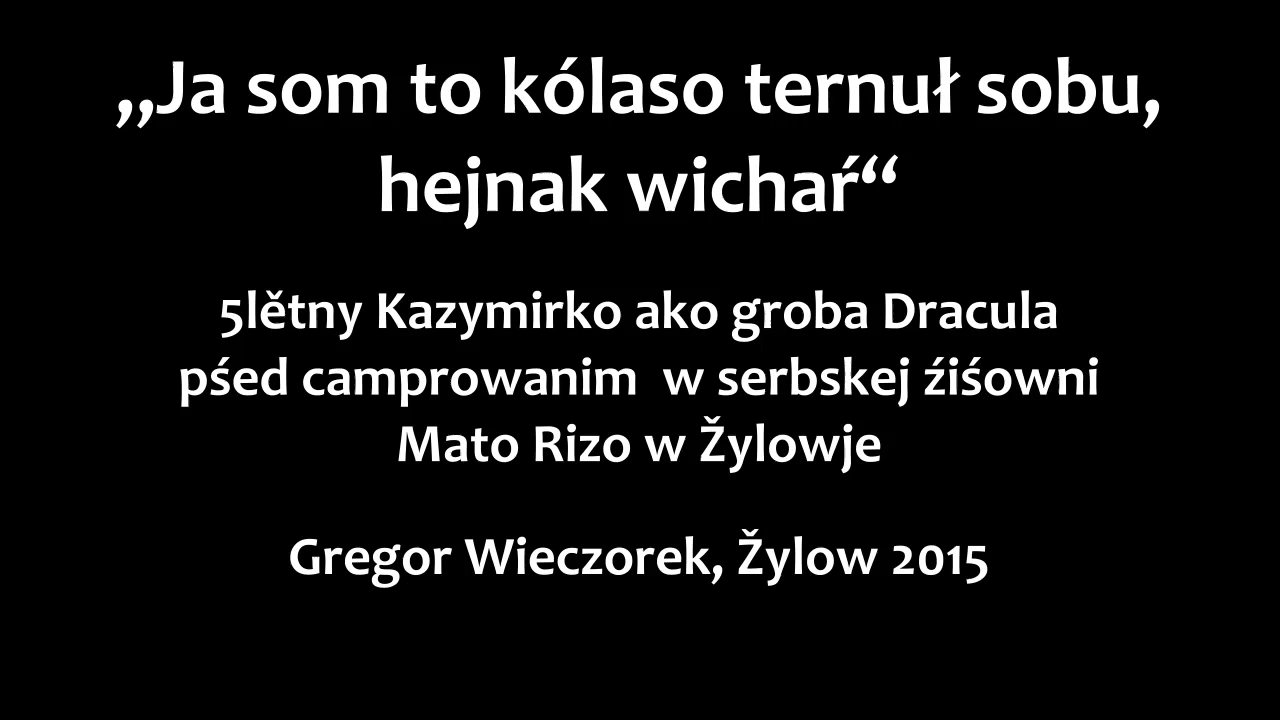 „Ja som to kólaso ternuł sobu,
hejnak wichaŕ“
5lětny Kazymirko ako groba Dracula
pśed camprowanim w serbskej źiśowni
Mato Rizo w Žylowje
Gregor Wieczorek, Žylow 2015